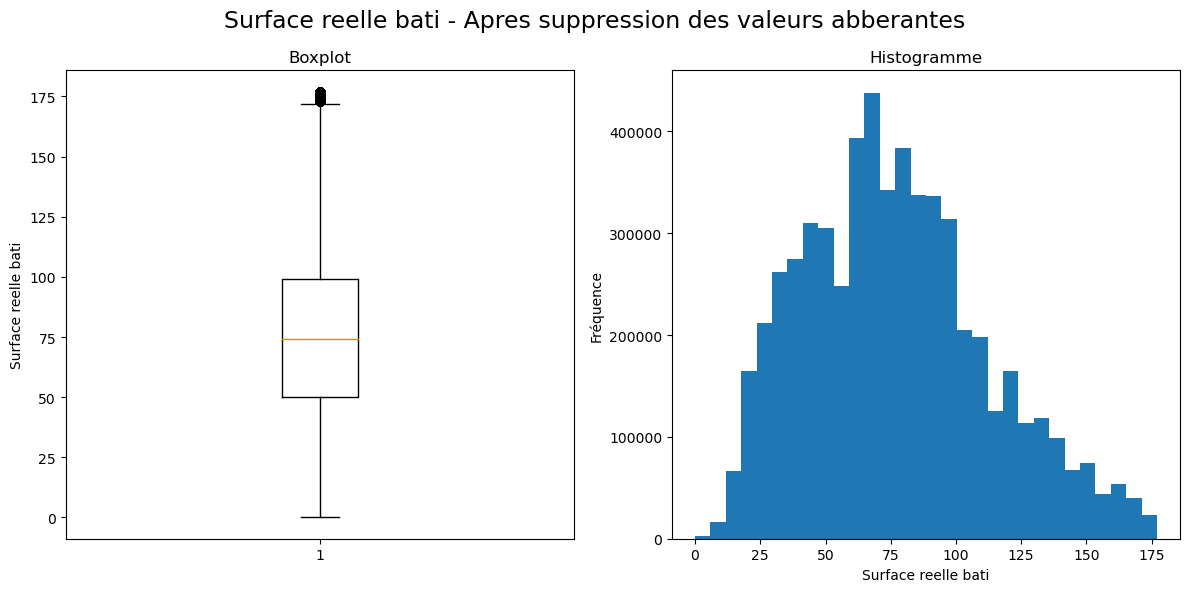 Surface reelle bati - Apres suppression des valeurs abberantes
Boxplot
Surface reelle bati
175
150
125
100
75
50
25
0
1
Histogramme
Fréquence
400000
300000
200000
100000
0
0 25 50 75 100 125 150 175
Surface reelle bati